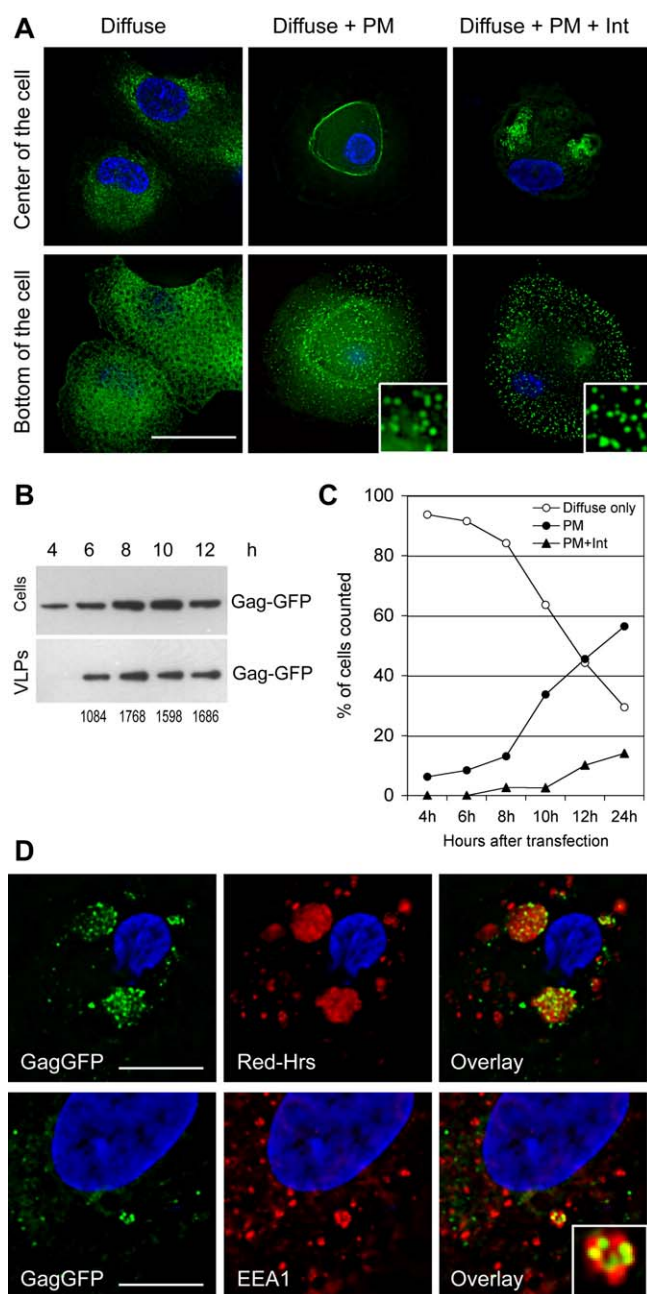 A
Diffuse
Diffuse + PM
Diffuse + PM + Int
Center of the cell
Bottom of the cell
B
4 6 8 10 12 h
Cells
Gag-GFP
VLPs
Gag-GFP
1084 1768 1598 1686
C
100
80
60
40
20
0
% of cells counted
Diffuse only
PM
PM+Int
4h 6h 8h 10h 12h 24h
Hours after transfection
D
GagGFP
Red-Hrs
Overlay
GagGFP
EEA1
Overlay